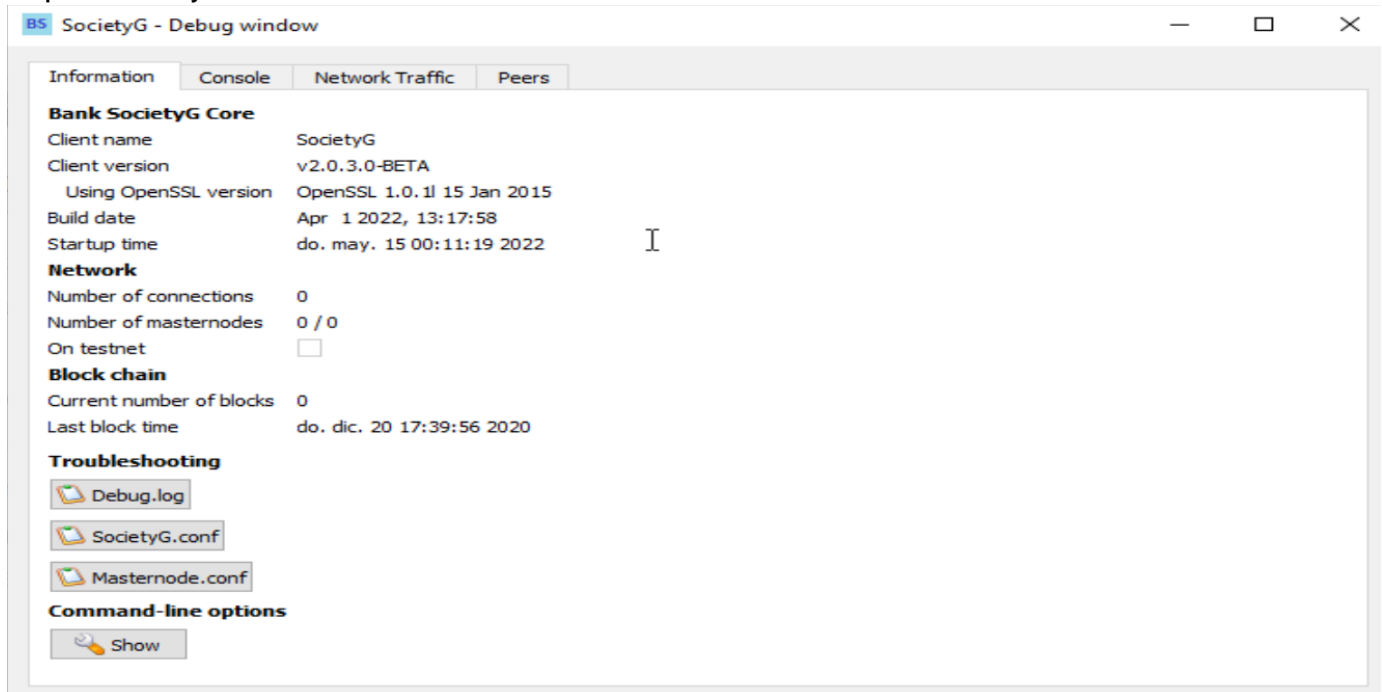 BS SocietyG - Debug window
Information Console Network Traffic Peers
Bank SocietyG Core
Client name SocietyG
Client version v2.0.3.0-BETA
Using OpenSSL version OpenSSL 1.0.1l 15 Jan 2015
Build date Apr 1 2022, 13:17:58
Startup time do. may. 15 00:11:19 2022
Network
Number of connections 0
Number of masternodes 0 / 0
On testnet
Block chain
Current number of blocks 0
Last block time do. dic. 20 17:39:56 2020
Troubleshooting
Debug.log
SocietyG.conf
Masternode.conf
Command-line options
Show